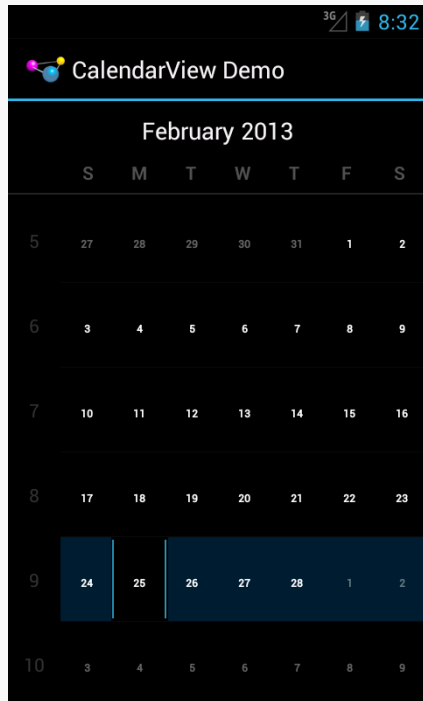 3G 8:32
CalendarView Demo
February 2013
S M T W T F S
5 27 28 29 30 31 1 2
6 3 4 5 6 7 8 9
7 10 11 12 13 14 15 16
8 17 18 19 20 21 22 23
9 24 25 26 27 28 1 2
10 3 4 5 6 7 8 9